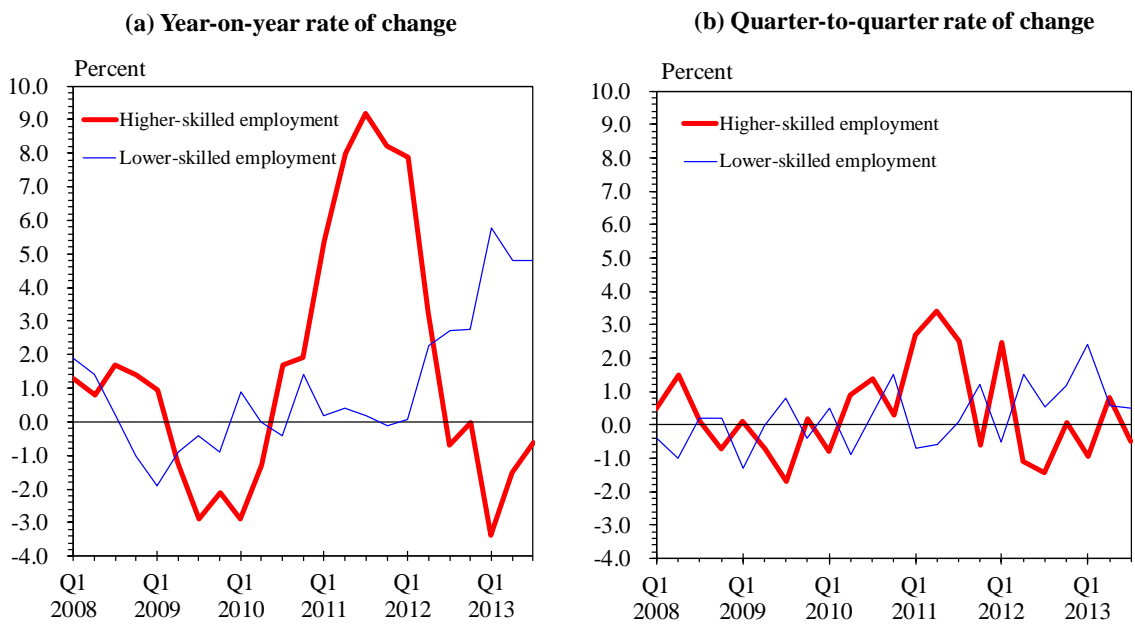 (a) Year-on-year rate of change
Percent
10.0
9.0
8.0
7.0
6.0
5.0
4.0
3.0
2.0
1.0
0.0
-1.0
-2.0
-3.0
-4.0
Higher-skilled employment
Lower-skilled employment
Q1 Q1 Q1 Q1 Q1 Q1
2008 2009 2010 2011 2012 2013
(b) Quarter-to-quarter rate of change
Percent
10.0
9.0
8.0
7.0
6.0
5.0
4.0
3.0
2.0
1.0
0.0
-1.0
-2.0
-3.0
-4.0
Higher-skilled employment
Lower-skilled employment
Q1 Q1 Q1 Q1 Q1 Q1
2008 2009 2010 2011 2012 2013